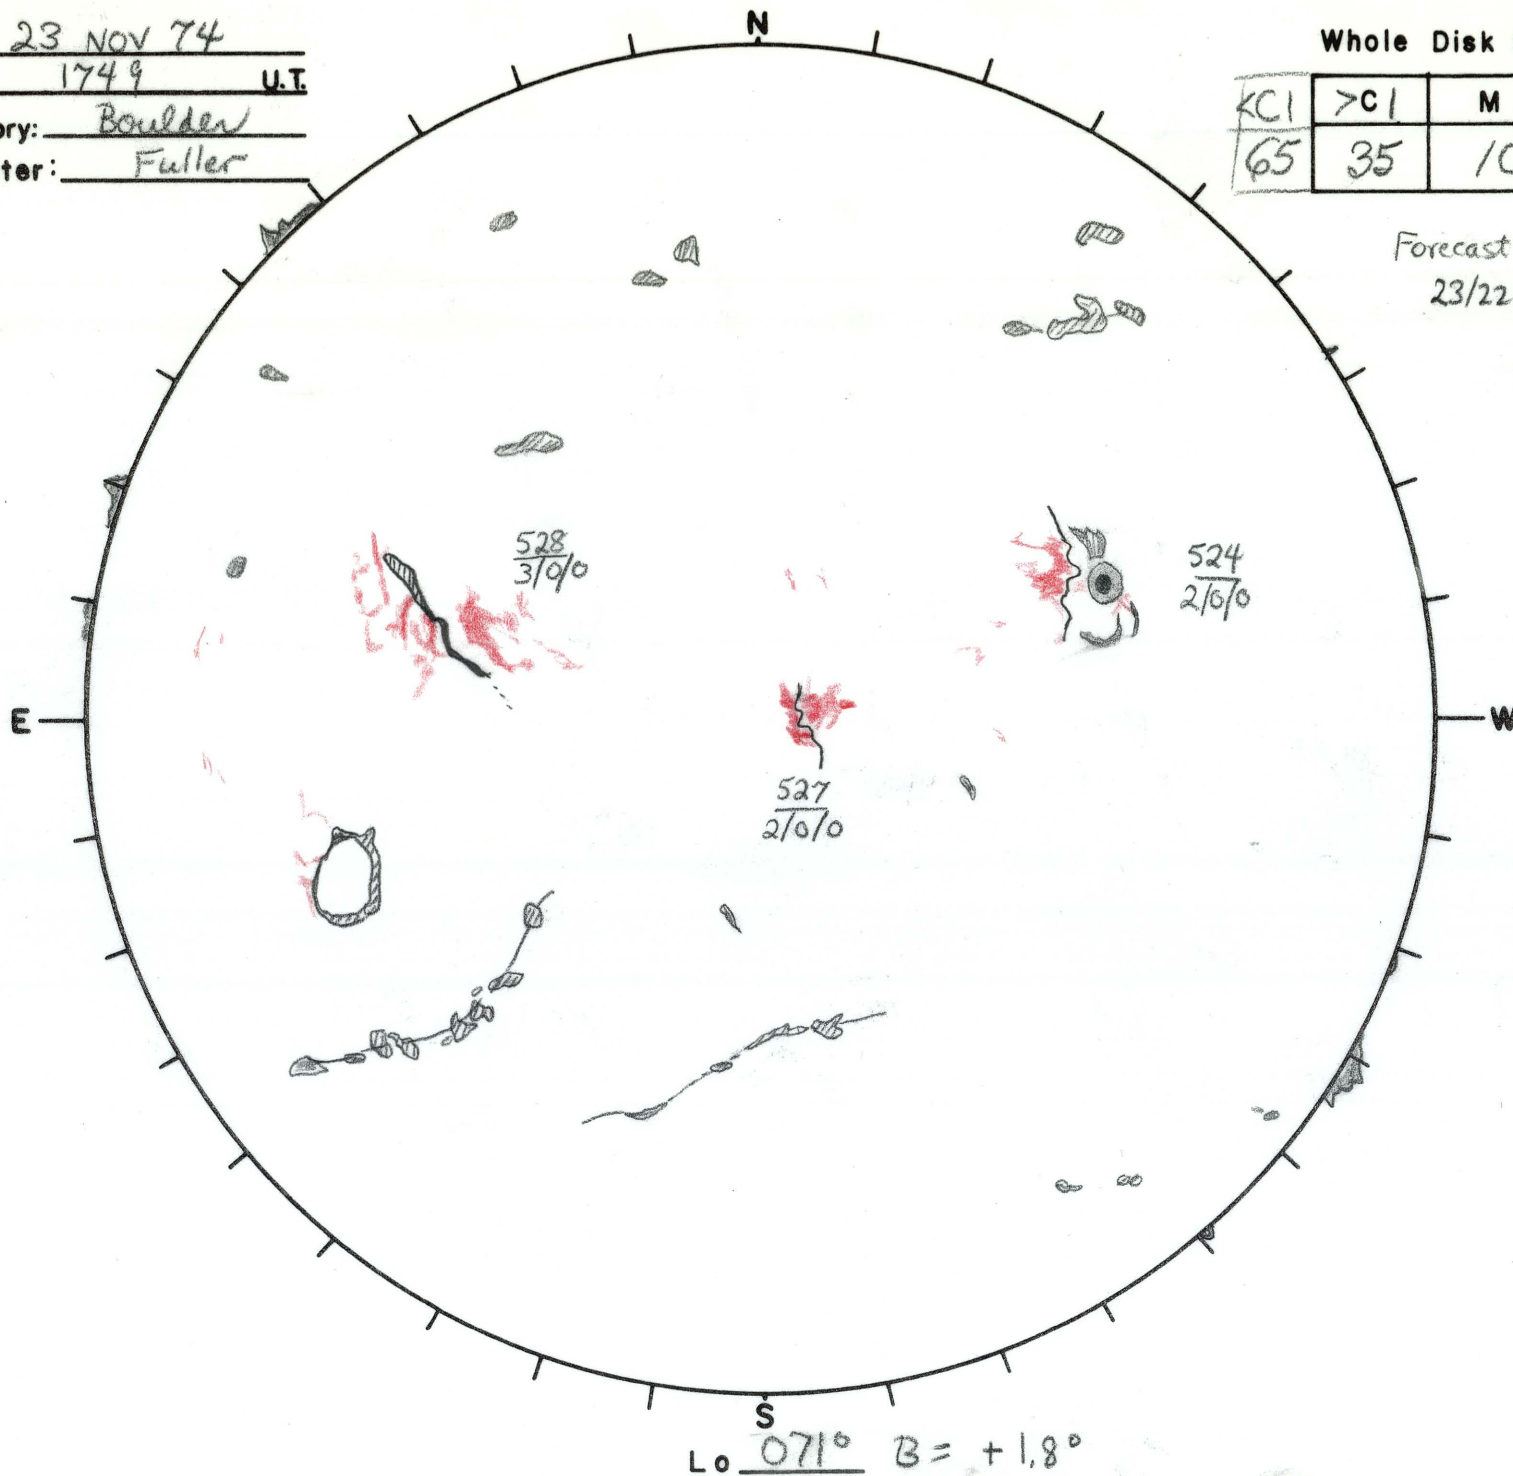 23 NOV 74
1749 U.T.
ory: Boulder
ter: Fuller
N
Whole Disk
<C1 >C1 M
65 35 10
Forecast
23/22
528
3/0/0
524
2/0/0
E
W
527
2/0/0
S
Lo 071° B = +1.8°